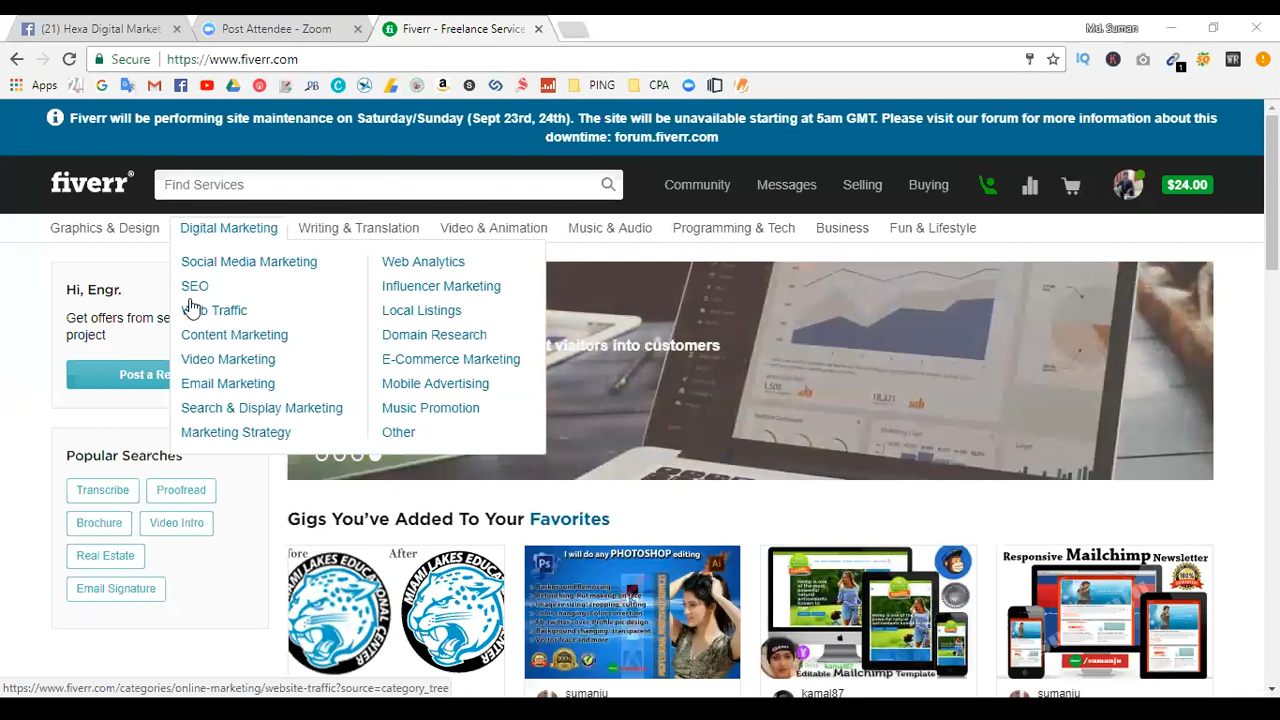 (21) Hexa Digital Market
Post Attendee - Zoom
Fiverr - Freelance Service
Md. Suman
Secure
https://www.fiverr.com
Apps
PING
CPA
Fiverr will be performing site maintenance on Saturday/Sunday (Sept 23rd, 24th). The site will be unavailable starting at 5am GMT. Please visit our forum for more information about this
downtime: forum.fiverr.com
fiverr®
Find Services
Community
Messages
Selling
Buying
$24.00
Graphics & Design
Digital Marketing
Writing & Translation
Video & Animation
Music & Audio
Programming & Tech
Business
Fun & Lifestyle
Hi, Engr.
Get offers from se
project
Post a Re
Social Media Marketing
SEO
Traffic
Content Marketing
Video Marketing
Email Marketing
Search & Display Marketing
Marketing Strategy
Web Analytics
Influencer Marketing
Local Listings
Domain Research
E-Commerce Marketing
Mobile Advertising
Music Promotion
Other
t visitors into customers
1,505
18,321
Popular Searches
Transcribe
Proofread
Brochure
Video Intro
Real Estate
Email Signature
Gigs You've Added To Your Favorites
fore
After
I will do any PHOTOSHOP editing
Ps
Ai
Responsive Mailchimp Newsletter
kamal87
Editable Mailchimp Template
sumanju
kamal87
sumanju
https://www.fiverr.com/categories/online-marketing/website-traffic?source=category_tree